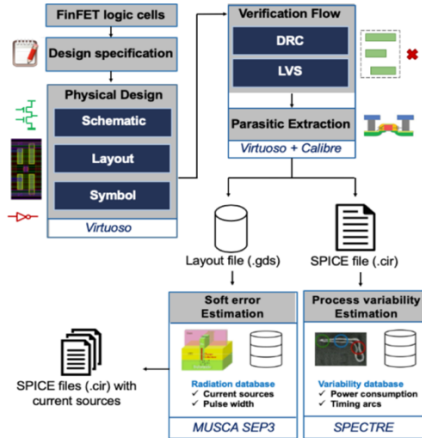 FinFET logic cells
Design specification
Physical Design
Schematic
Layout
Symbol
Virtuoso
Verification Flow
DRC
LVS
Parasitic Extraction
Virtuoso + Calibre
Layout file (.gds)
SPICE file (.cir)
Soft error
Estimation
Radiation database
✓ Current sources
✓ Pulse width
MUSCA SEP3
Process variability
Estimation
Variability database
✓ Power consumption
✓ Timing arcs
SPECTRE
SPICE files (.cir) with
current sources